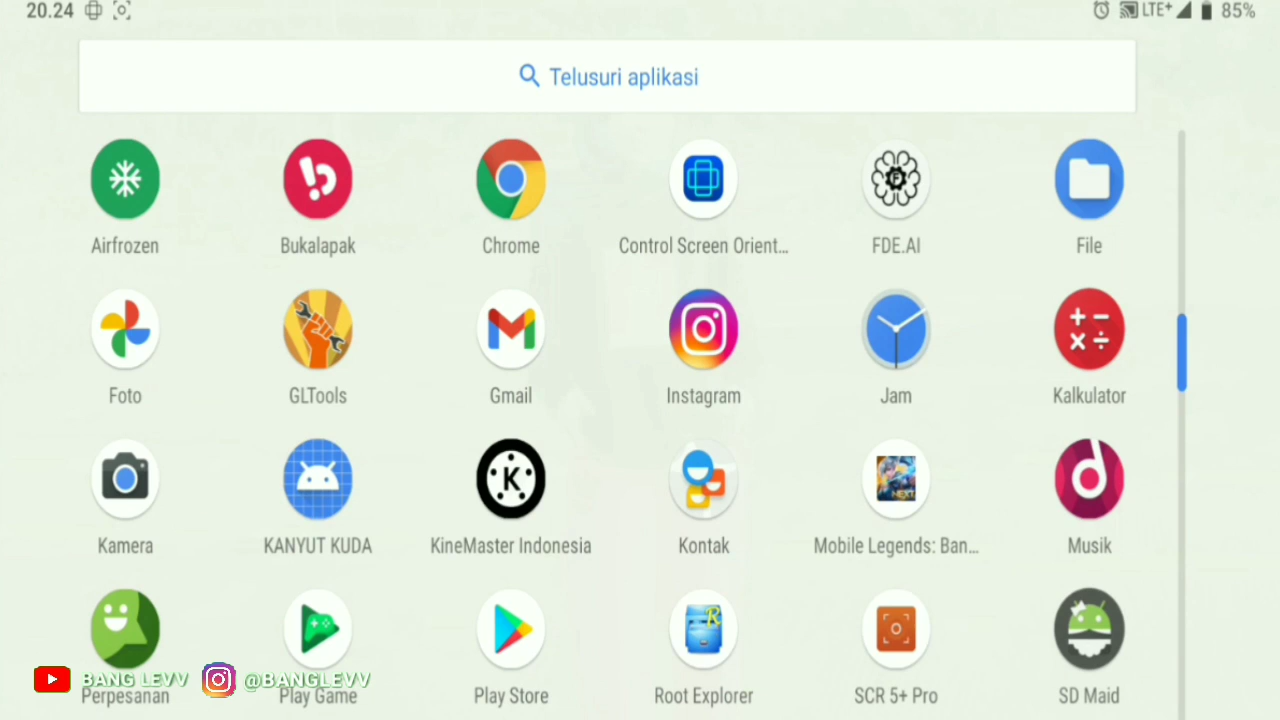 20.24
LTE+ 85%
Telusuri aplikasi
Airfrozen Bukalapak Chrome Control Screen Orient... FDE.AI File
Foto GLTools Gmail Instagram Jam Kalkulator
Kamera KANYUT KUDA KineMaster Indonesia Kontak Mobile Legends: Ban... Musik
NEXT
Perpesanan Play Game Play Store Root Explorer SCR 5+ Pro SD Maid
BANG LEVV @BANGLEVV